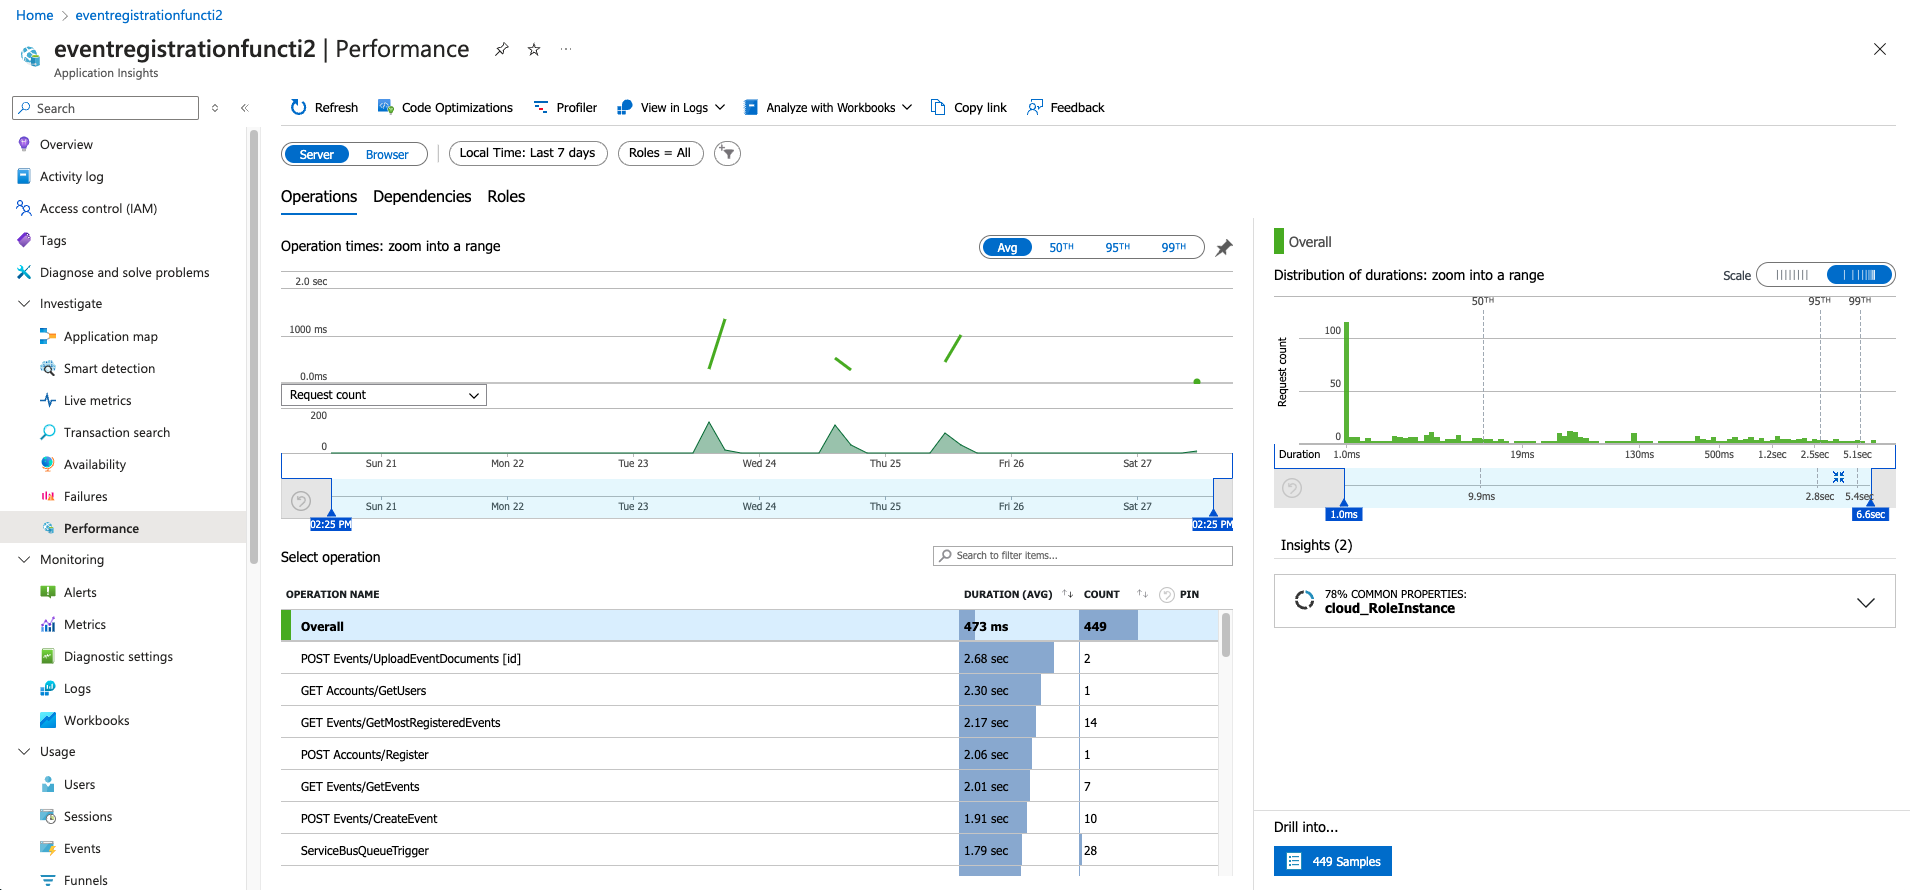 Home > eventregistrationfuncti2
eventregistrationfuncti2 | Performance
Application Insights
Search
Refresh Code Optimizations Profiler View in Logs Analyze with Workbooks Copy link Feedback
Server Browser Local Time: Last 7 days Roles = All
Operations Dependencies Roles
Overview
Activity log
Access control (IAM)
Tags
Diagnose and solve problems
Investigate
Application map
Smart detection
Live metrics
Transaction search
Availability
Failures
Performance
Monitoring
Alerts
Metrics
Diagnostic settings
Logs
Workbooks
Usage
Users
Sessions
Events
Funnels
Operation times: zoom into a range
Avg 50TH 95TH 99TH
2.0 sec
1000 ms
0.0ms
Request count
200
0
Sun 21 Mon 22 Tue 23 Wed 24 Thu 25 Fri 26 Sat 27
Sun 21 Mon 22 Tue 23 Wed 24 Thu 25 Fri 26 Sat 27
02:25 PM 02:25 PM
Select operation
Search to filter items...
OPERATION NAME DURATION (AVG) COUNT PIN
Overall 473 ms 449
POST Events/UploadEventDocuments [id] 2.68 sec 2
GET Accounts/GetUsers 2.30 sec 1
GET Events/GetMostRegisteredEvents 2.17 sec 14
POST Accounts/Register 2.06 sec 1
GET Events/GetEvents 2.01 sec 7
POST Events/CreateEvent 1.91 sec 10
ServiceBusQueueTrigger 1.79 sec 28
Overall
Distribution of durations: zoom into a range
Scale
50TH 95TH 99TH
Request count
100
50
0
Duration 1.0ms 19ms 130ms 500ms 1.2sec 2.5sec 5.1sec
9.9ms 2.8sec 5.4sec
1.0ms 6.6sec
Insights (2)
78% COMMON PROPERTIES:
cloud_RoleInstance
Drill into...
449 Samples